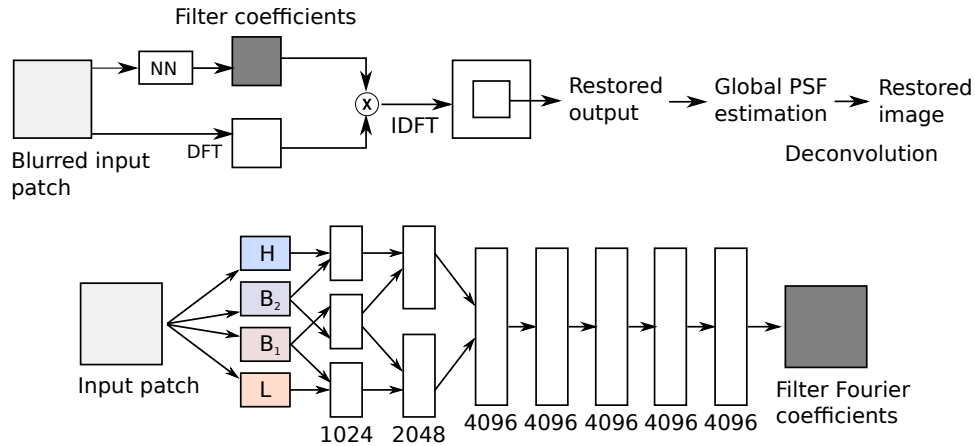 Filter coefficients
NN
X
DFT
IDFT
Blurred input
patch
Restored
output
Global PSF
estimation
Restored
image
Deconvolution
H
B2
B1
L
Input patch
1024
2048
4096
4096
4096
4096
4096
Filter Fourier
coefficients